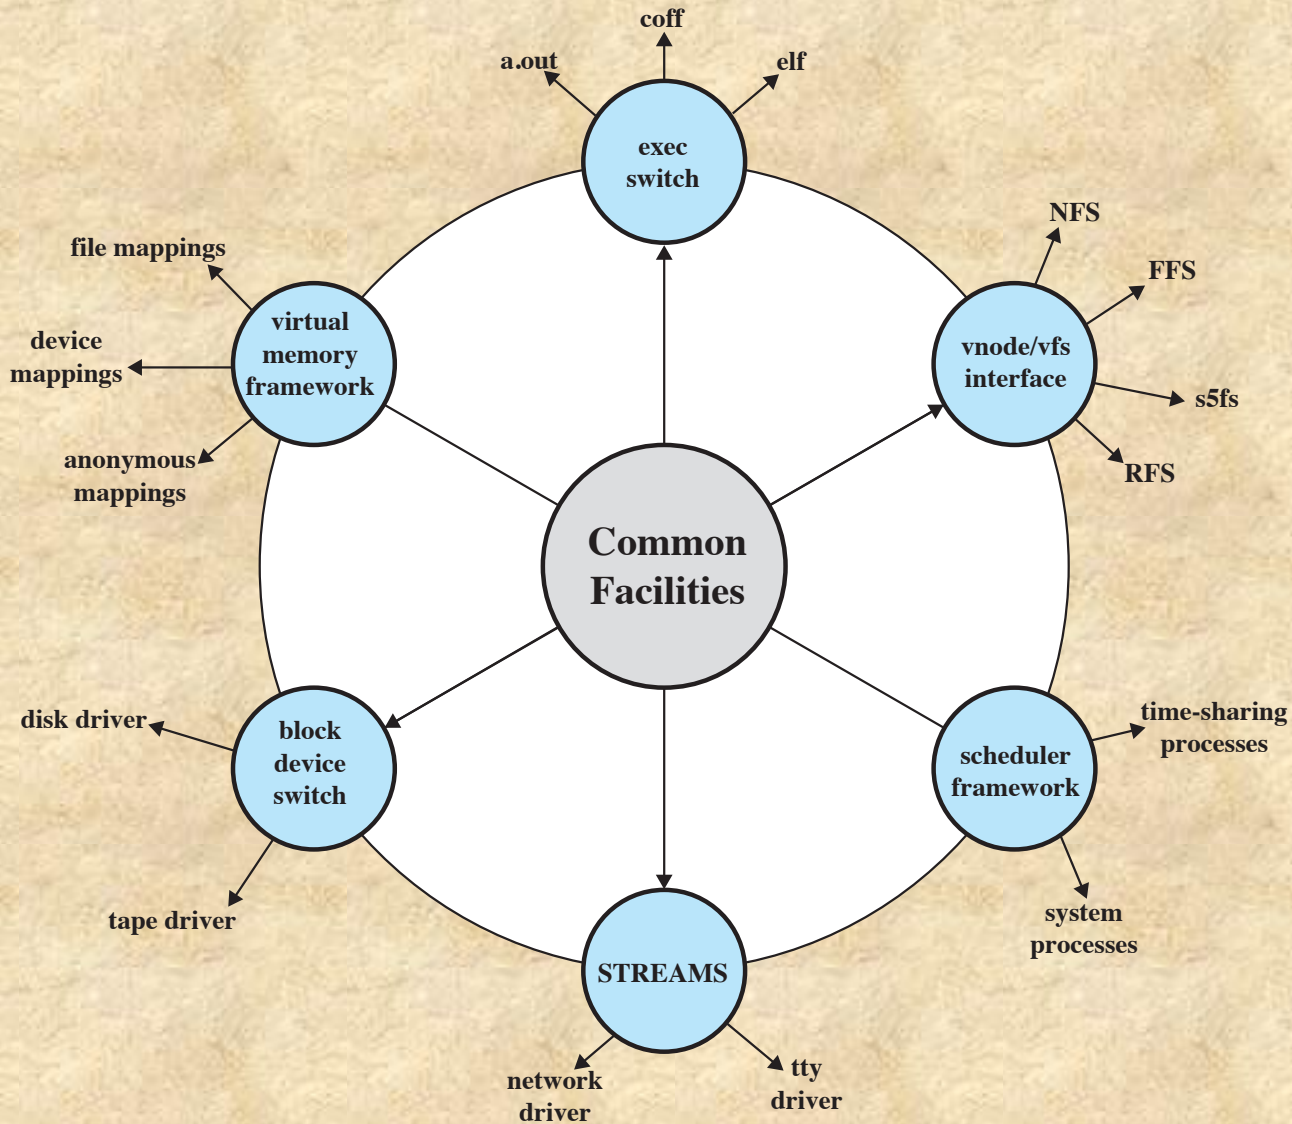 coff
a.out
elf
exec
switch
NFS
FFS
file mappings
virtual
memory
framework
vnode/vfs
interface
device
mappings
s5fs
anonymous
mappings
RFS
Common
Facilities
disk driver
block
device
switch
scheduler
framework
time-sharing
processes
tape driver
system
processes
STREAMS
network
driver
tty
driver